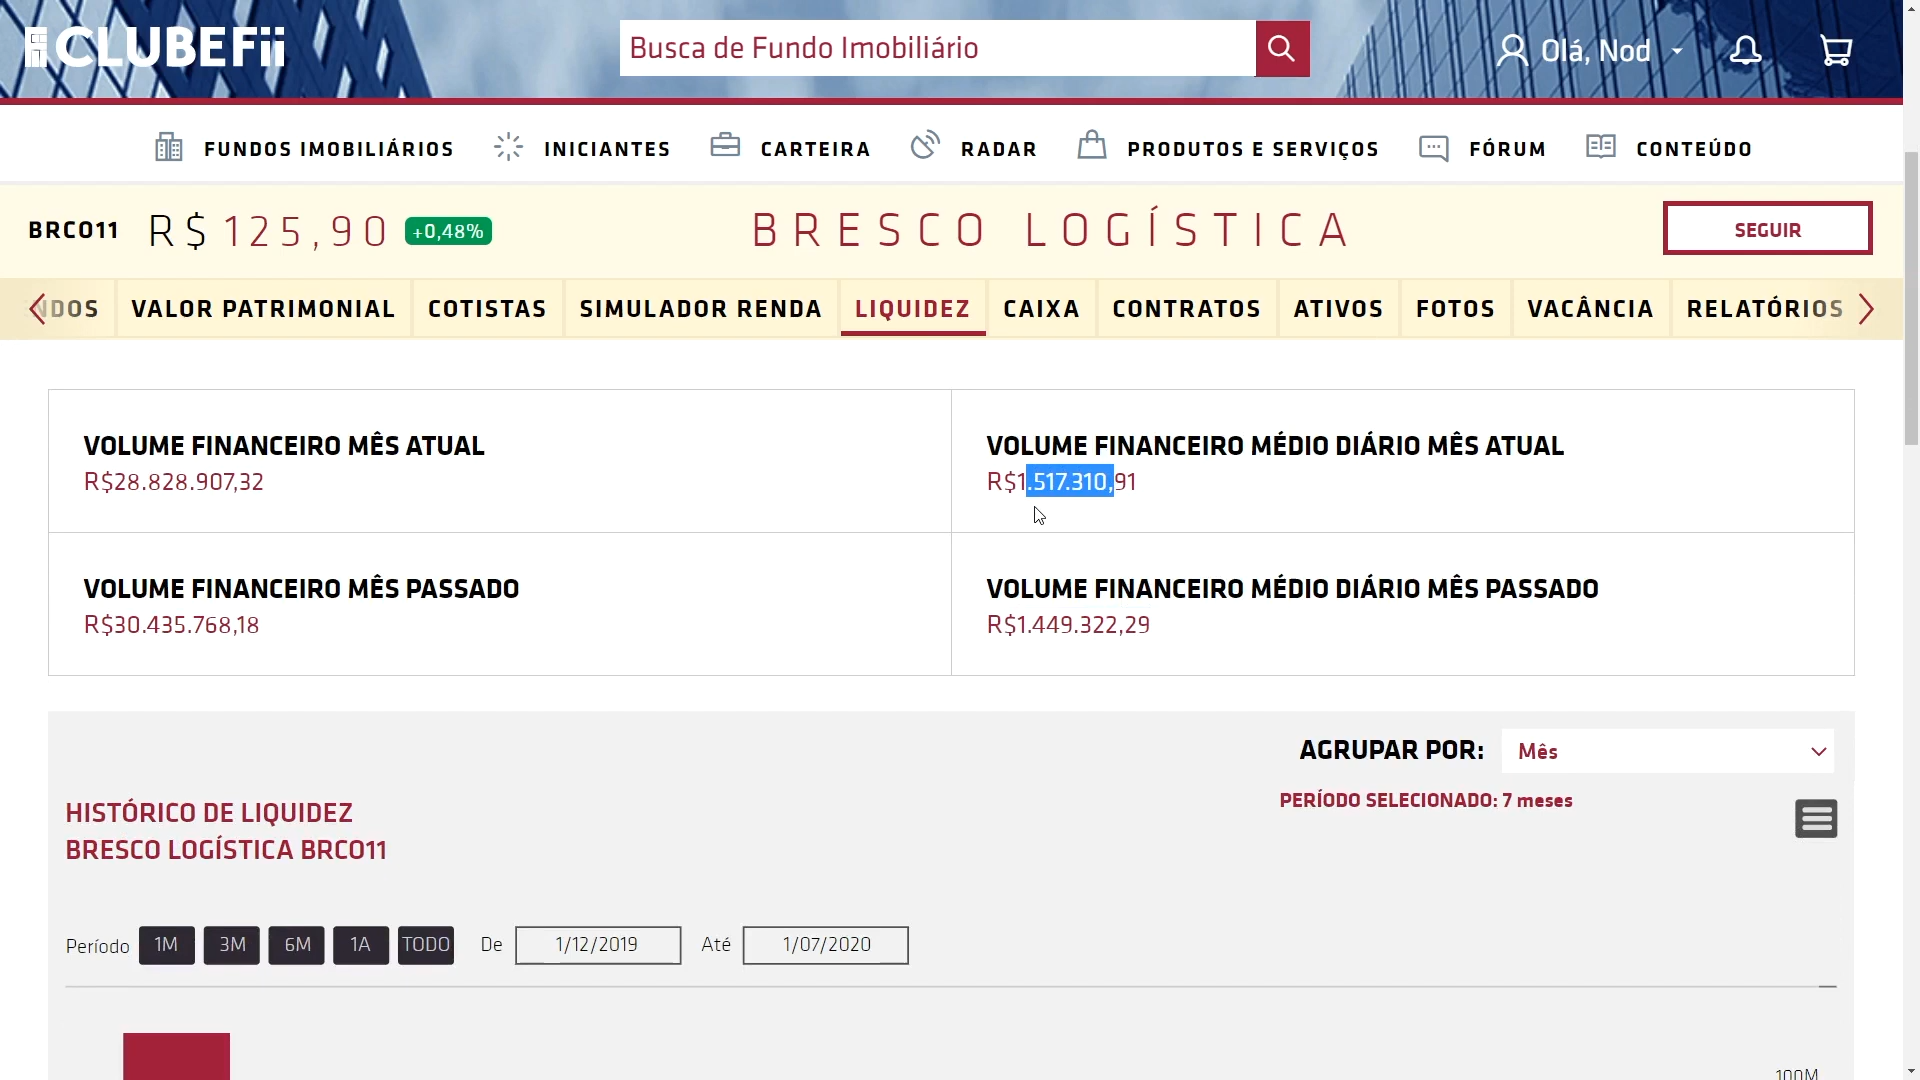 CLUBEFii
Busca de Fundo Imobiliário
Olá, Nod
FUNDOS IMOBILIÁRIOS
INICIANTES
CARTEIRA
RADAR
PRODUTOS E SERVIÇOS
FÓRUM
CONTEÚDO
BRCO11 R$125,90 +0,48%
BRESCO LOGÍSTICA
SEGUIR
NDOS
VALOR PATRIMONIAL
COTISTAS
SIMULADOR RENDA
LIQUIDEZ
CAIXA
CONTRATOS
ATIVOS
FOTOS
VACÂNCIA
RELATÓRIOS
VOLUME FINANCEIRO MÊS ATUAL
R$28.828.907,32
VOLUME FINANCEIRO MÉDIO DIÁRIO MÊS ATUAL
R$1.517.310,91
VOLUME FINANCEIRO MÊS PASSADO
R$30.435.768,18
VOLUME FINANCEIRO MÉDIO DIÁRIO MÊS PASSADO
R$1.449.322,29
AGRUPAR POR: Mês
PERÍODO SELECIONADO: 7 meses
HISTÓRICO DE LIQUIDEZ
BRESCO LOGÍSTICA BRCO11
Período 1M 3M 6M 1A TODO De 1/12/2019 Até 1/07/2020
100M